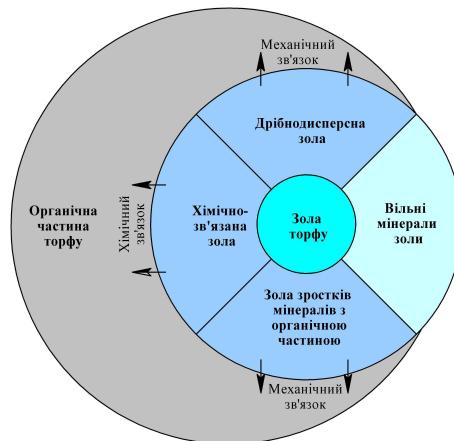 Механічний
зв'язок
Дрібнодисперсна
зола
Органічна
частина
торфу
Хімічний
зв'язок
Хімічно-
зв'язана
зола
Зола
торфу
Вільні
мінерали
золи
Зола зростків
мінералів з
органічною
частиною
Механічний
зв'язок